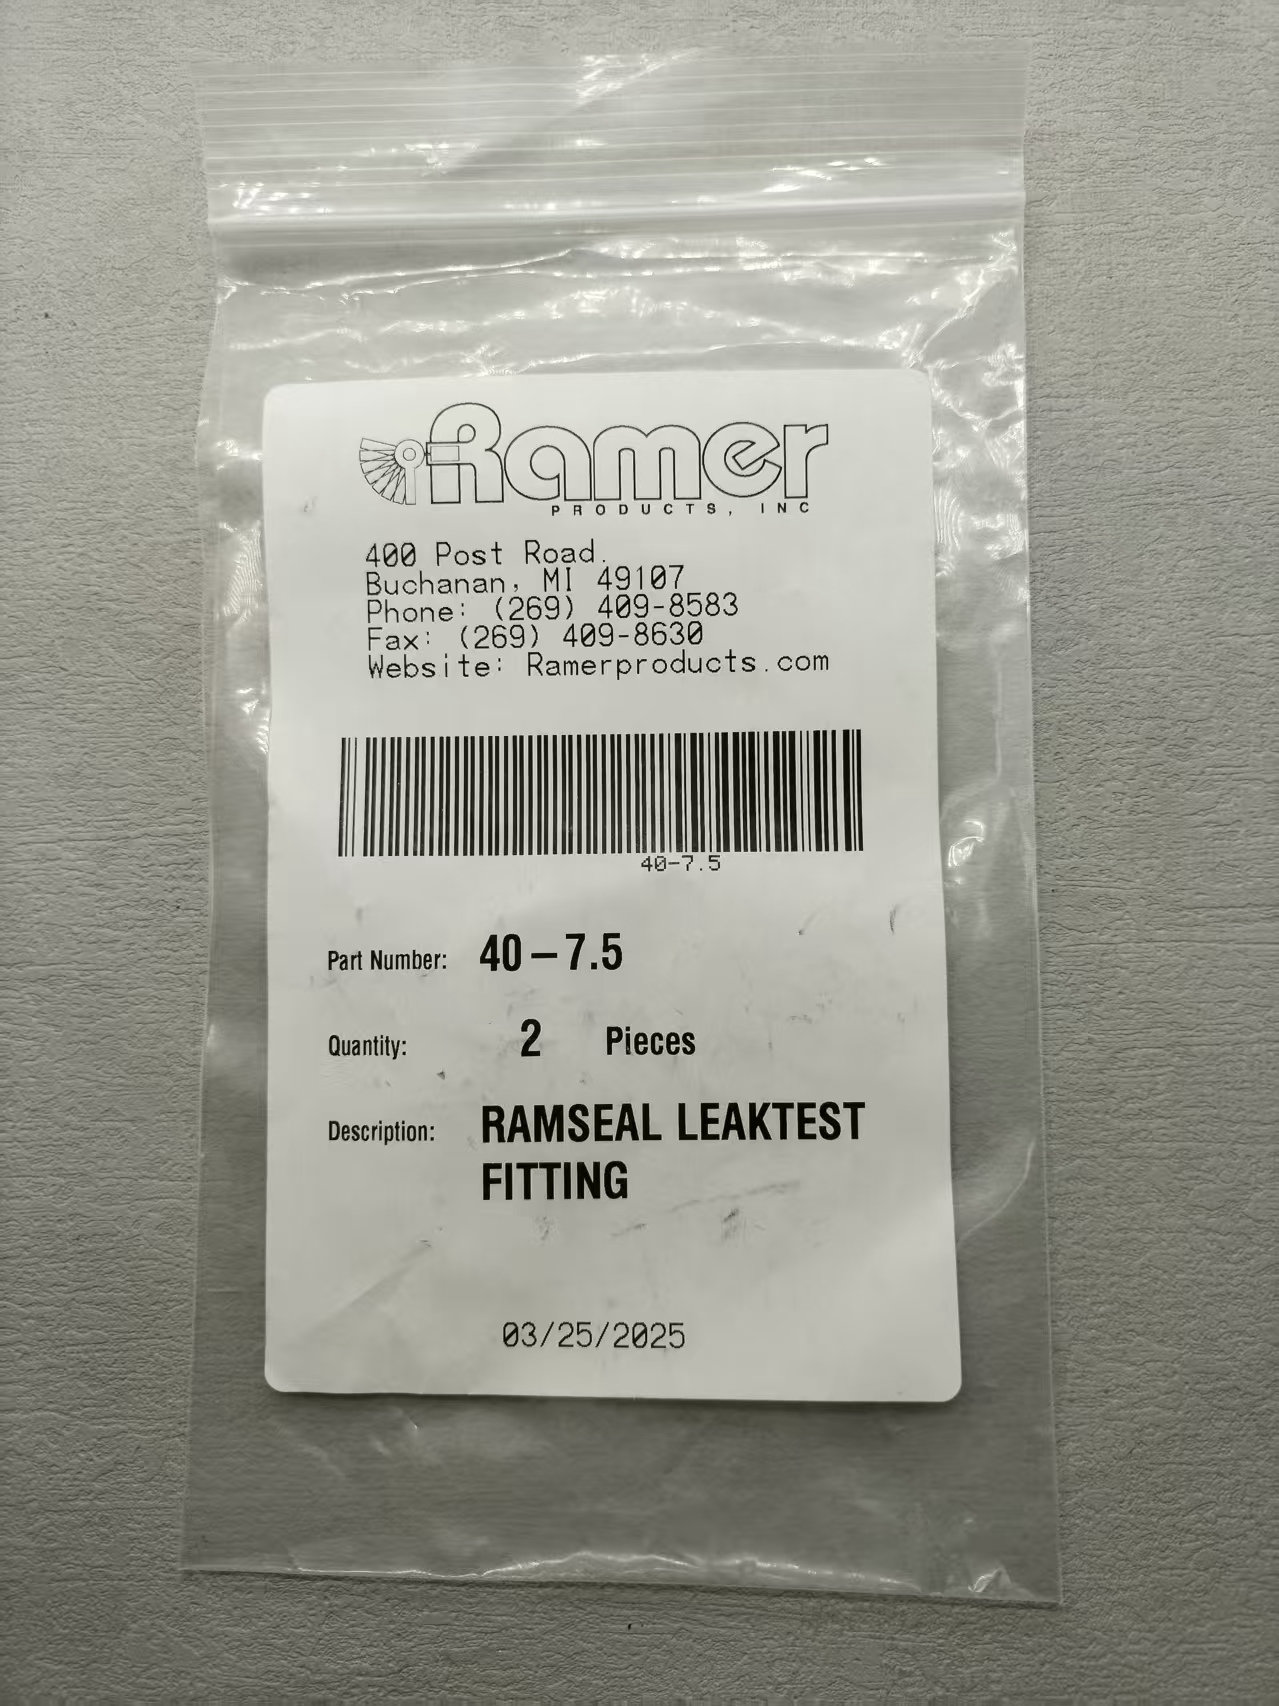 Ramer
PRODUCTS, INC
400 Post Road.
Buchanan, MI 49107
Phone: (269) 409-8583
Fax: (269) 409-8630
Website: Ramerproducts.com
40-7.5
Part Number: 40-7.5
Quantity: 2 Pieces
Description: RAMSEAL LEAKTEST
FITTING
03/25/2025